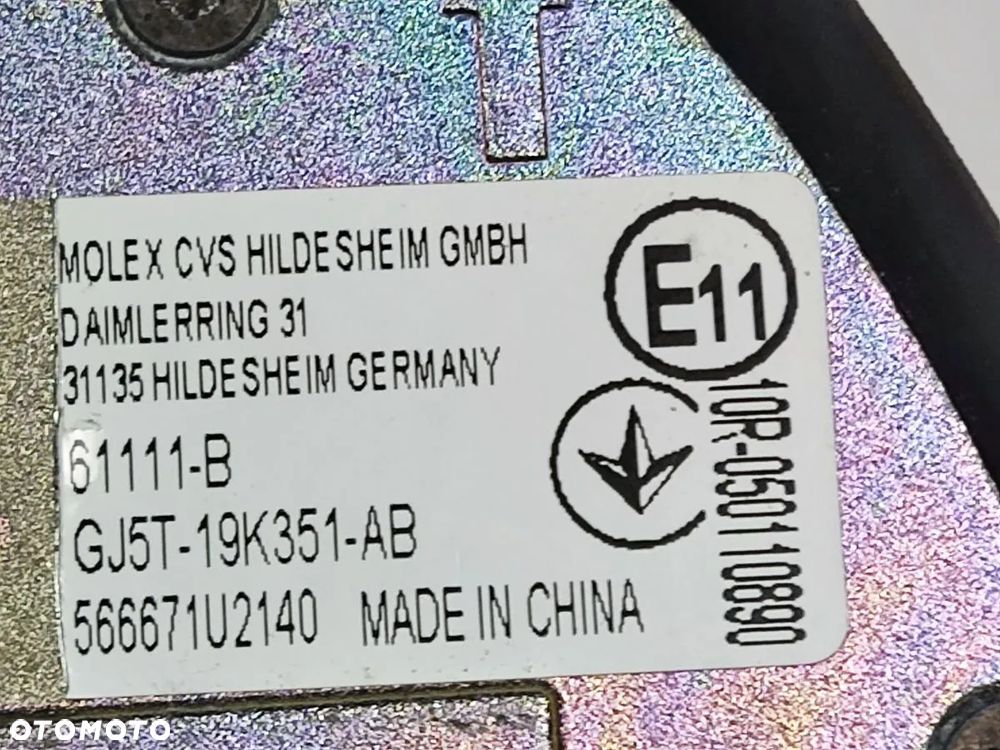 MOLEX CVS HILDESHEIM GMBH
DAIMLERRING 31
31135 HILDESHEIM GERMANY
61111-B
GJ5T-19K351-AB
566671U2140 MADE IN CHINA
E11
10R-050110890
OTOMOTO